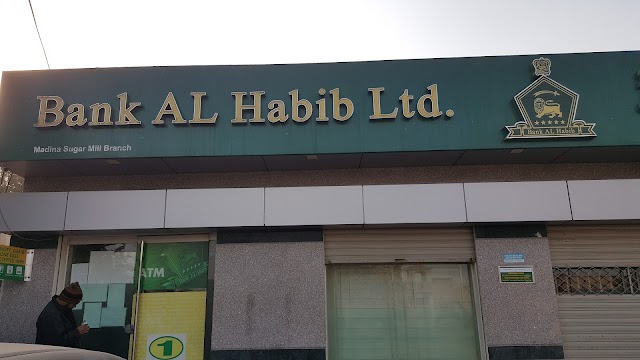 Bank AL Habib Ltd.
Bank AL Habib
Madina Sugar Mill Branch
ATM
1